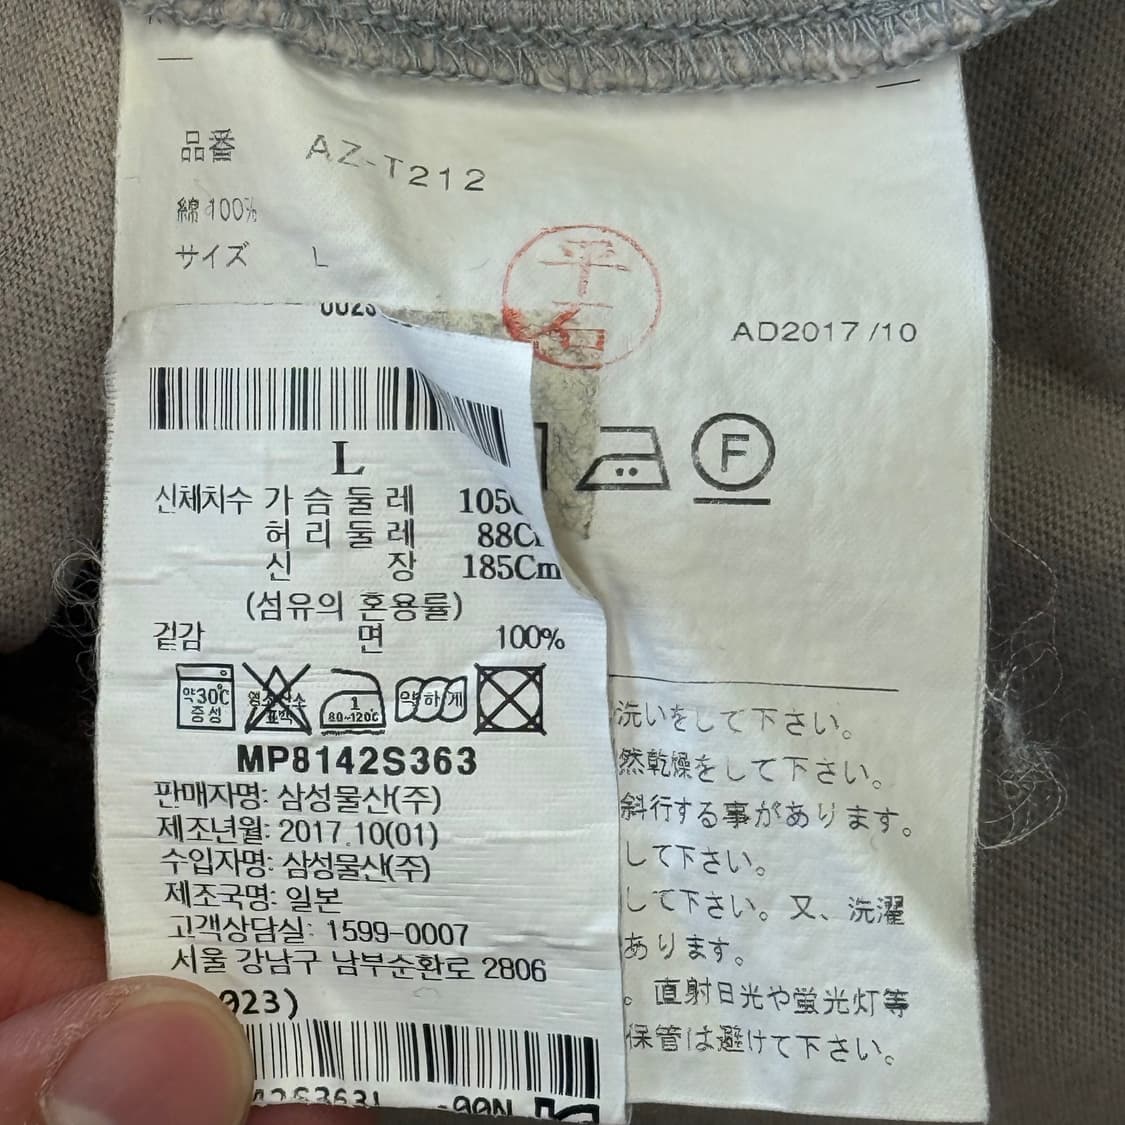 品番 AZ-T212
綿100%
サイズ L
平石
AD2017/10
F
L
신체치수 가슴둘레 105
허리둘레 88C
신장 185Cm
(섬유의 혼용률)
겉감 면 100%
약30℃
중성
1
80~120℃
약하게
MP8142S363
판매자명: 삼성물산(주)
제조년월: 2017.10(01)
수입자명: 삼성물산(주)
제조국명: 일본
고객상담실: 1599-0007
서울 강남구 남부순환로 2806
023)
洗いをして下さい。
然乾燥をして下さい。
斜行する事があります。
して下さい。
して下さい。又、洗濯
あります。
。直射日光や蛍光灯等
保管は避けて下さい。